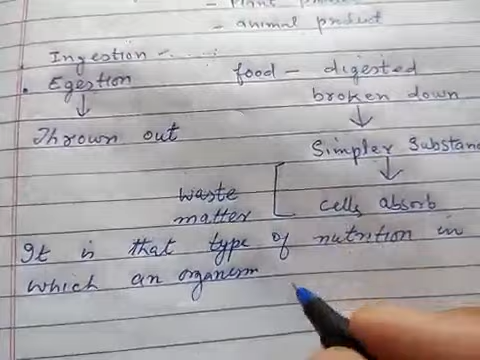 - animal product
. Ingestion - .....
. Egestion
food - digested
broken down
↓
Thrown out
↓
Simpler
↓
waste
matter
cells absorb
It is that type of nutrition in
which an organism